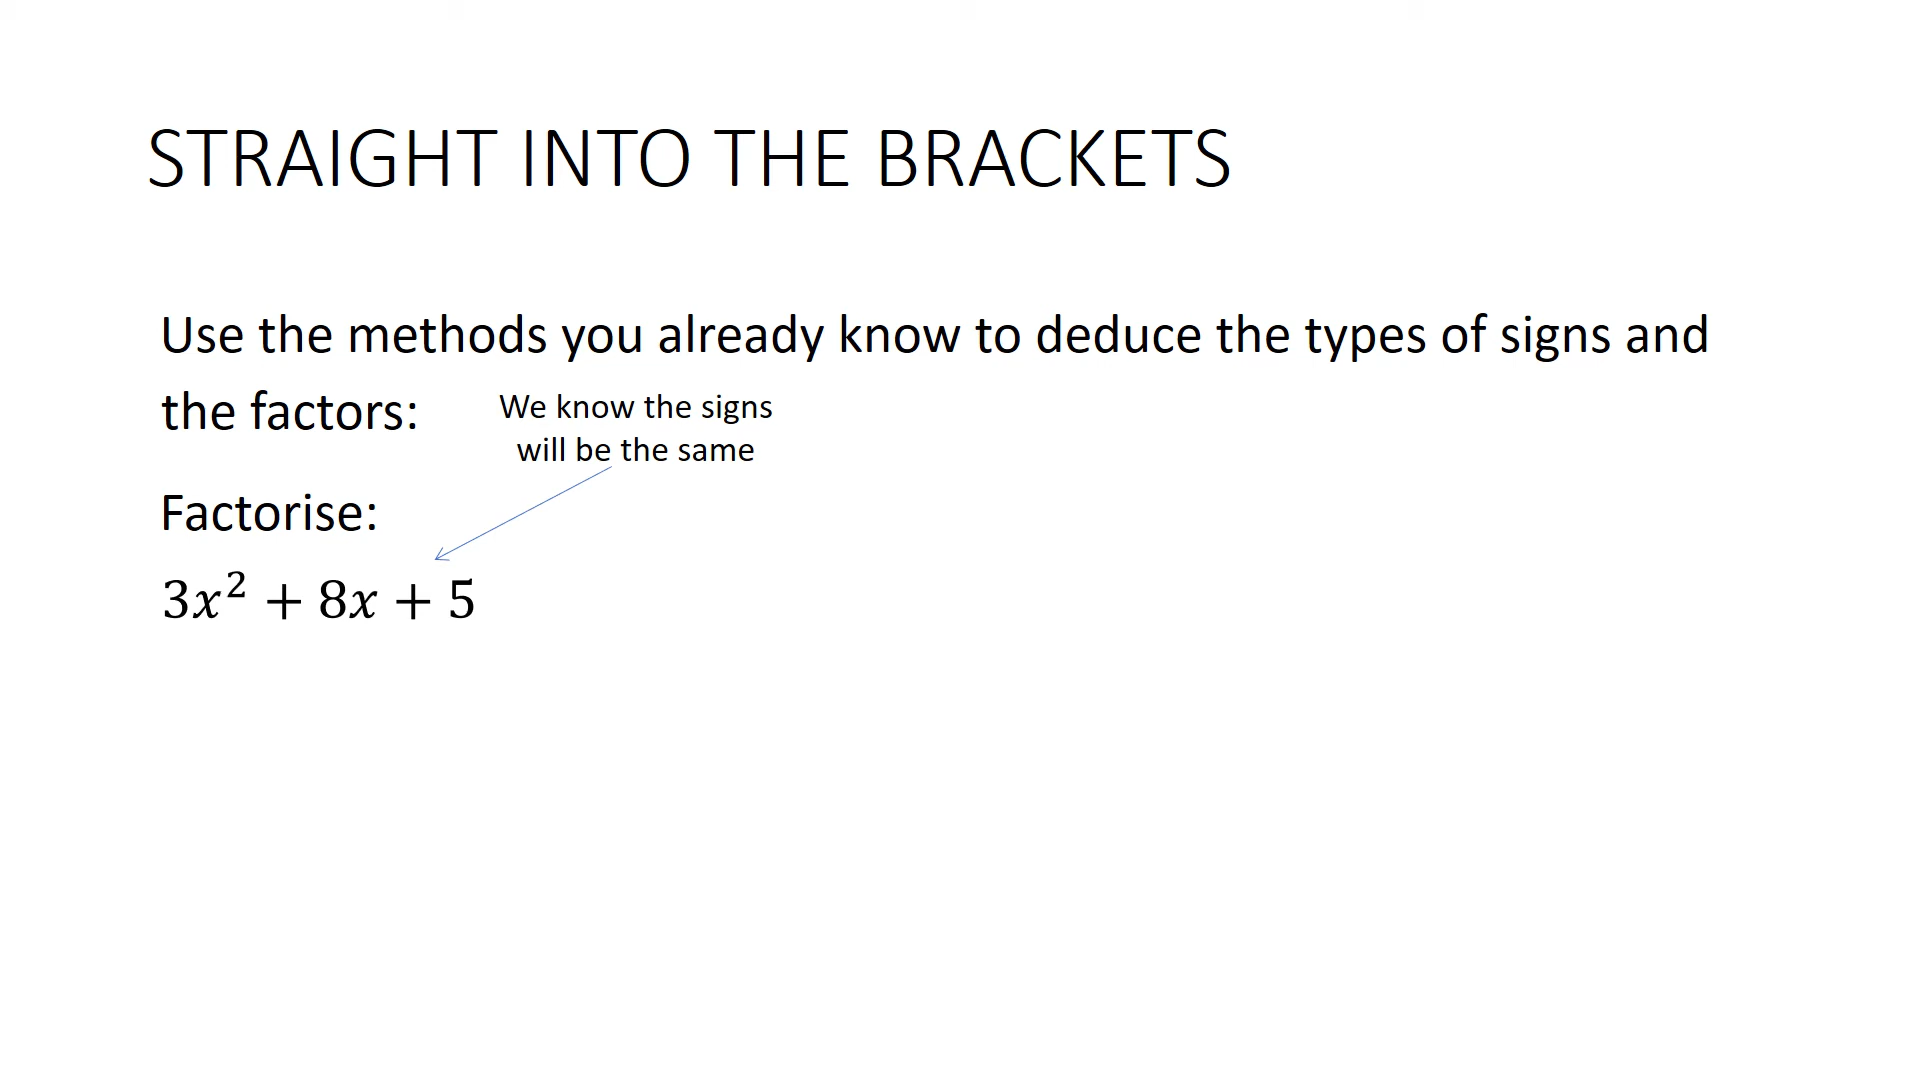 STRAIGHT INTO THE BRACKETS
Use the methods you already know to deduce the types of signs and
the factors:
We know the signs
will be the same
Factorise:
3x² + 8x + 5